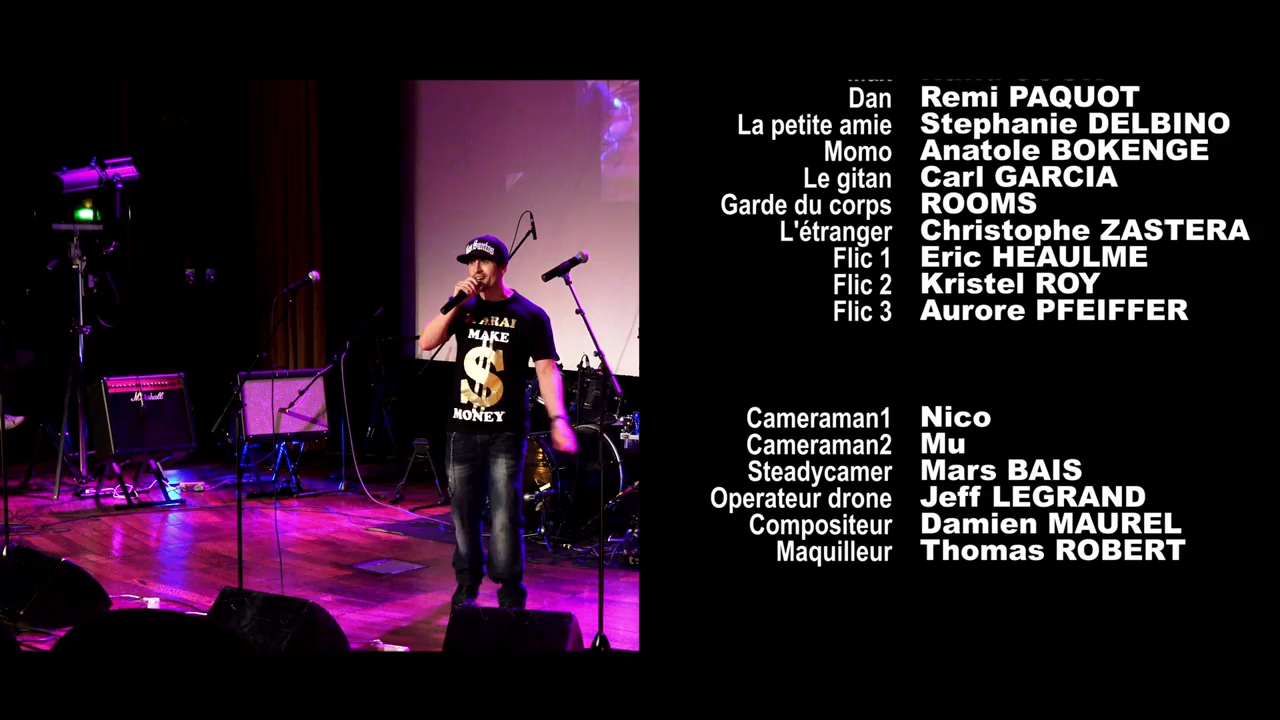 Dan Remi PAQUOT
La petite amie Stephanie DELBINO
Momo Anatole BOKENGE
Le gitan Carl GARCIA
Garde du corps ROOMS
L'étranger Christophe ZASTERA
Flic 1 Eric HEAULME
Flic 2 Kristel ROY
Flic 3 Aurore PFEIFFER
Cameraman1 Nico
Cameraman2 Mu
Steadycamer Mars BAIS
Operateur drone Jeff LEGRAND
Compositeur Damien MAUREL
Maquilleur Thomas ROBERT
MAKE
$
MONEY
Marshall